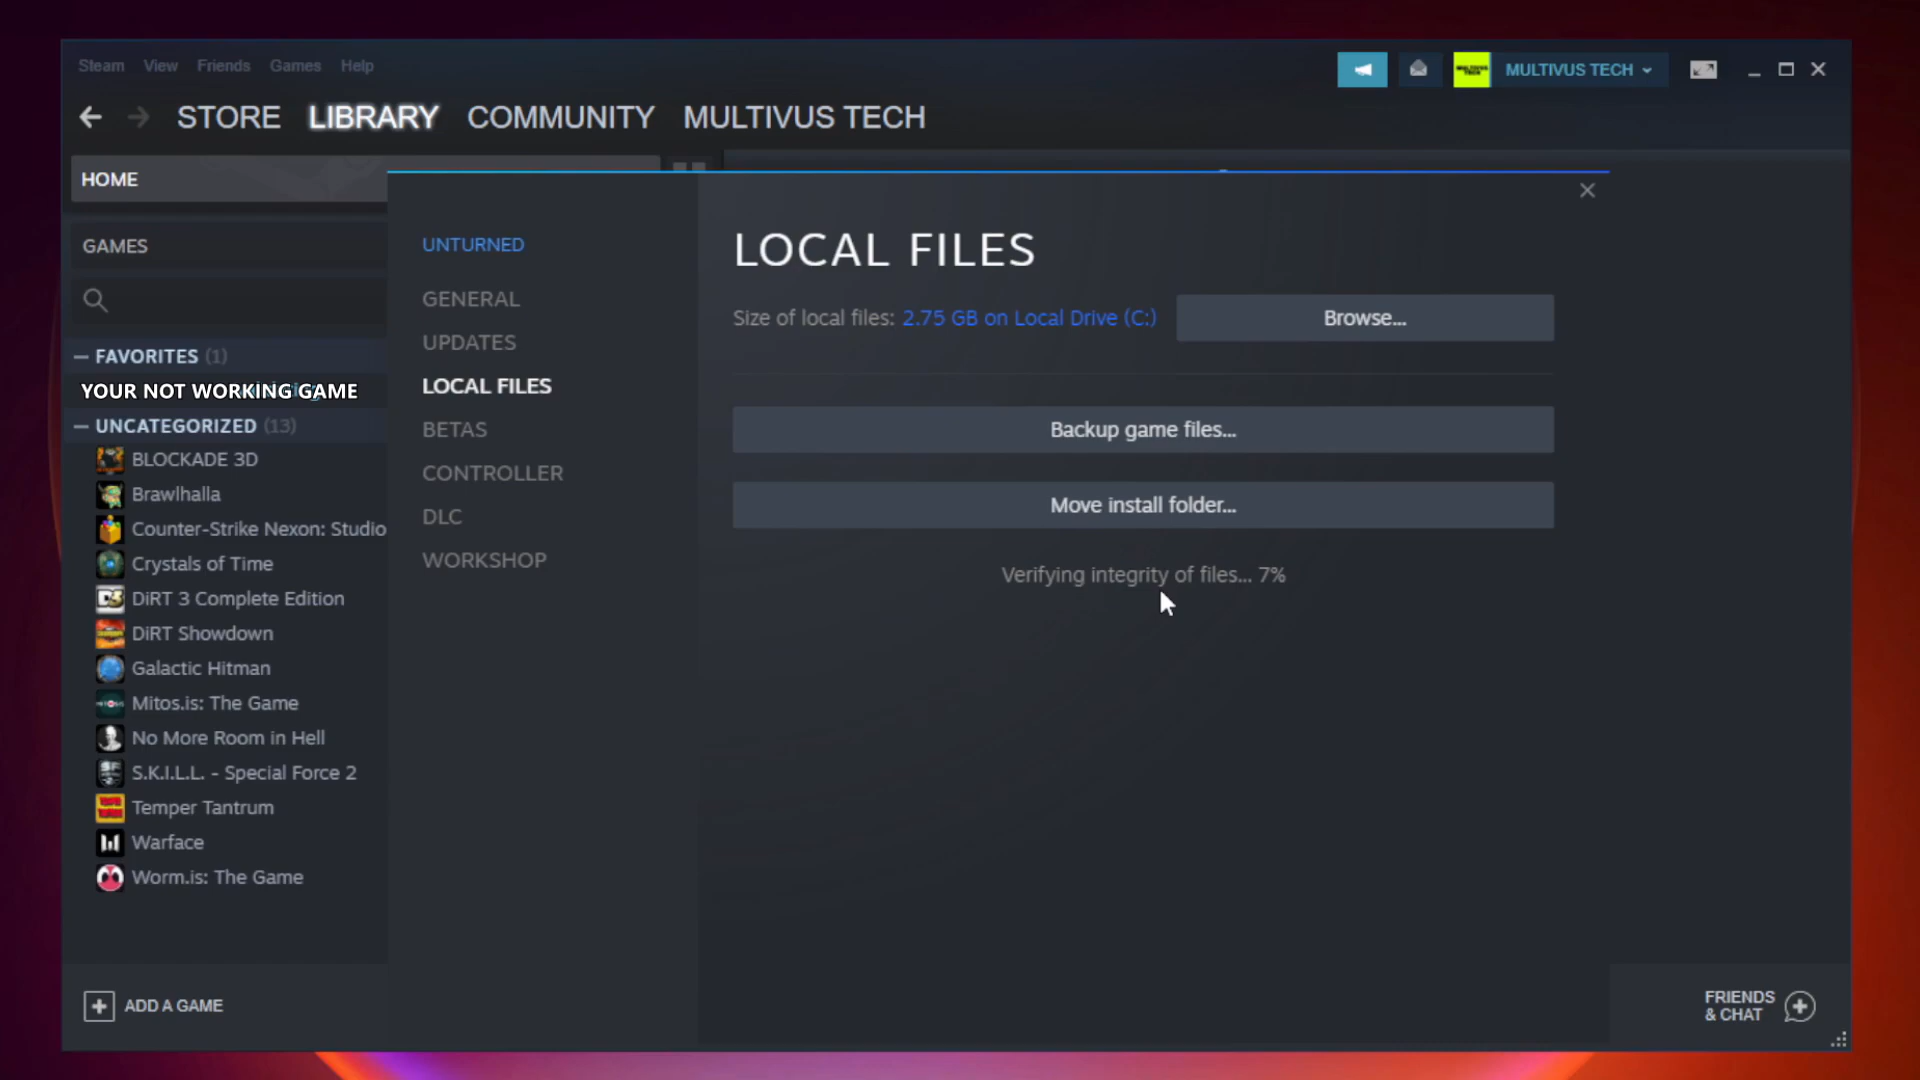 Steam View Friends Games Help
MULTIVUS TECH
STORE LIBRARY COMMUNITY MULTIVUS TECH
HOME
GAMES
— FAVORITES (1)
YOUR NOT WORKING GAME
— UNCATEGORIZED (13)
BLOCKADE 3D
Brawlhalla
Counter-Strike Nexon: Studio
Crystals of Time
DiRT 3 Complete Edition
DiRT Showdown
Galactic Hitman
Mitos.is: The Game
No More Room in Hell
S.K.I.L.L. - Special Force 2
Temper Tantrum
Warface
Worm.is: The Game
ADD A GAME
UNTURNED
GENERAL
UPDATES
LOCAL FILES
BETAS
CONTROLLER
DLC
WORKSHOP
LOCAL FILES
Size of local files: 2.75 GB on Local Drive (C:)
Browse...
Backup game files...
Move install folder...
Verifying integrity of files... 7%
FRIENDS
& CHAT